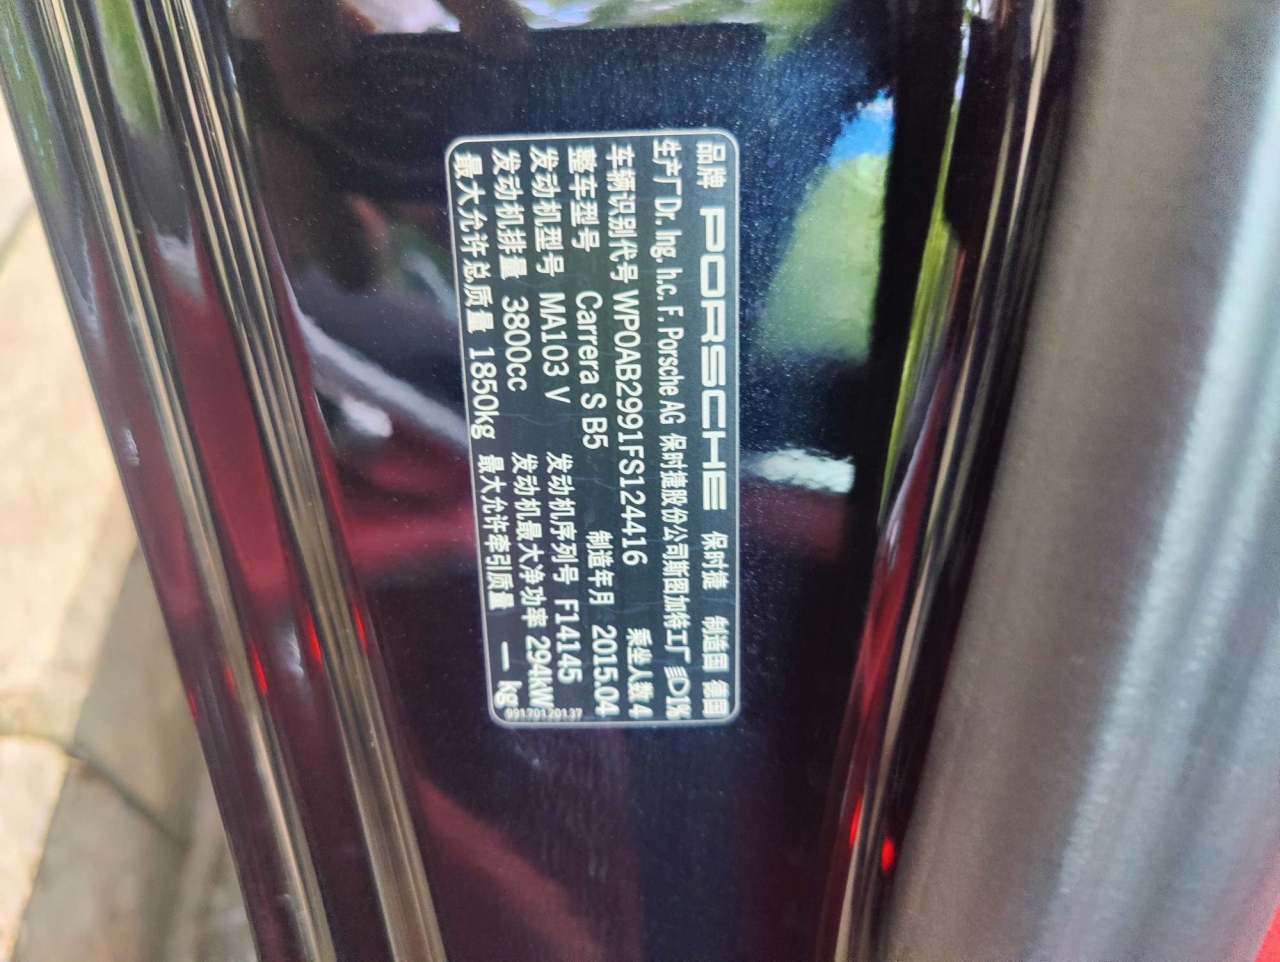 品牌 PORSCHE 保时捷 制造国 德国
生产厂Dr. Ing. h.c. F. Porsche AG 保时捷股份公司斯图加特工厂 1%
车辆识别代号 WP0AB2991FS124416 乘坐人数 4
整车型号 Carrera S B5 制造年月 2015.04
发动机型号 MA103 V 发动机序列号 F14145
发动机排量 3800cc 发动机最大净功率 294kW
最大允许总质量 1850kg 最大允许牵引质量 — kg
99170120137